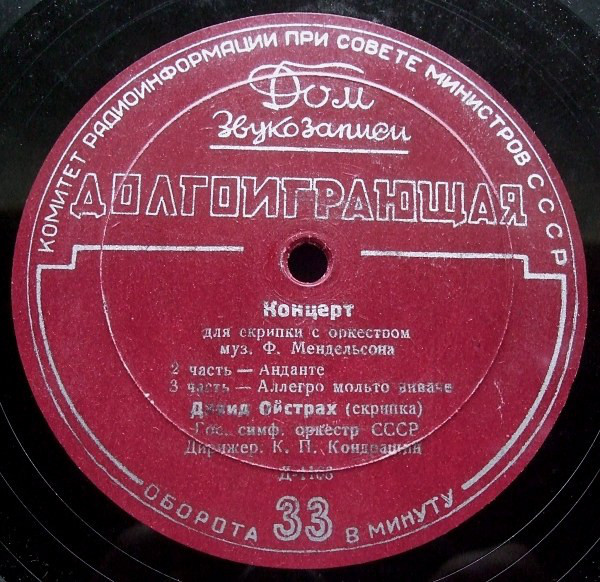 КОМИТЕТ РАДИОИНФОРМАЦИИ ПРИ СОВЕТЕ МИНИСТРОВ СССР
Дом
Звукозаписи
ДОЛГОИГРАЮЩАЯ
Концерт
для скрипки с оркестром
муз. Ф. Мендельсона
2 часть — Анданте
3 часть — Аллегро мольто виваче
Давид Ойстрах (скрипка)
Гос. симф. оркестр СССР
Дирижер К. П. Кондрашин
ОБОРОТА 33 В МИНУТУ